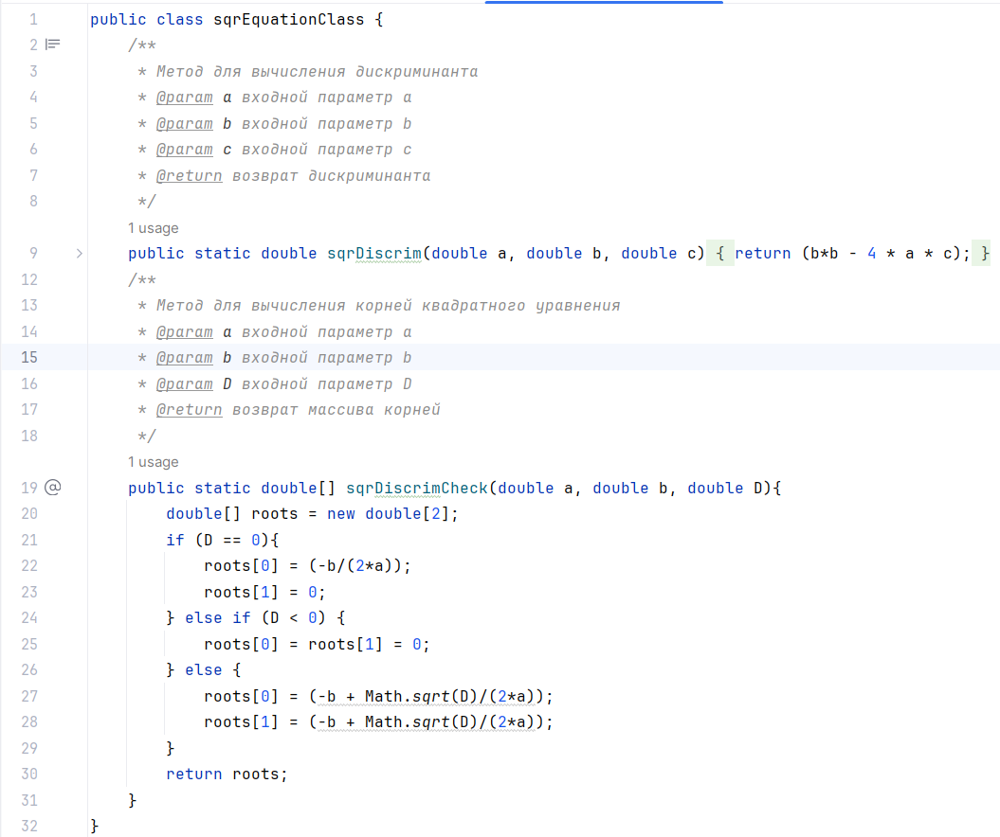 1 public class sqrEquationClass {
2 /**
3 * Метод для вычисления дискриминанта
4 * @param a входной параметр a
5 * @param b входной параметр b
6 * @param c входной параметр c
7 * @return возврат дискриминанта
8 */
1 usage
9 public static double sqrDiscrim(double a, double b, double c) { return (b*b - 4 * a * c); }
12 /**
13 * Метод для вычисления корней квадратного уравнения
14 * @param a входной параметр a
15 * @param b входной параметр b
16 * @param D входной параметр D
17 * @return возврат массива корней
18 */
1 usage
19 @ public static double[] sqrDiscrimCheck(double a, double b, double D){
20 double[] roots = new double[2];
21 if (D == 0){
22 roots[0] = (-b/(2*a));
23 roots[1] = 0;
24 } else if (D < 0) {
25 roots[0] = roots[1] = 0;
26 } else {
27 roots[0] = (-b + Math.sqrt(D)/(2*a));
28 roots[1] = (-b + Math.sqrt(D)/(2*a));
29 }
30 return roots;
31 }
32 }